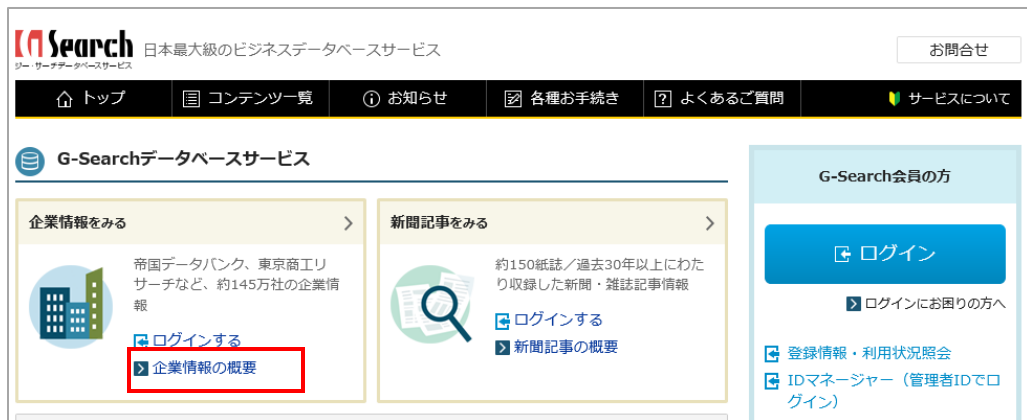 G Search
ジー・サーチデータベースサービス
日本最大級のビジネスデータベースサービス
お問合せ
トップ
コンテンツ一覧
お知らせ
各種お手続き
よくあるご質問
サービスについて
G-Searchデータベースサービス
企業情報をみる
帝国データバンク、東京商工リ
サーチなど、約145万社の企業情
報
ログインする
企業情報の概要
新聞記事をみる
約150紙誌／過去30年以上にわた
り収録した新聞・雑誌記事情報
ログインする
新聞記事の概要
G-Search会員の方
ログイン
ログインにお困りの方へ
登録情報・利用状況照会
IDマネージャー（管理者IDでロ
グイン）